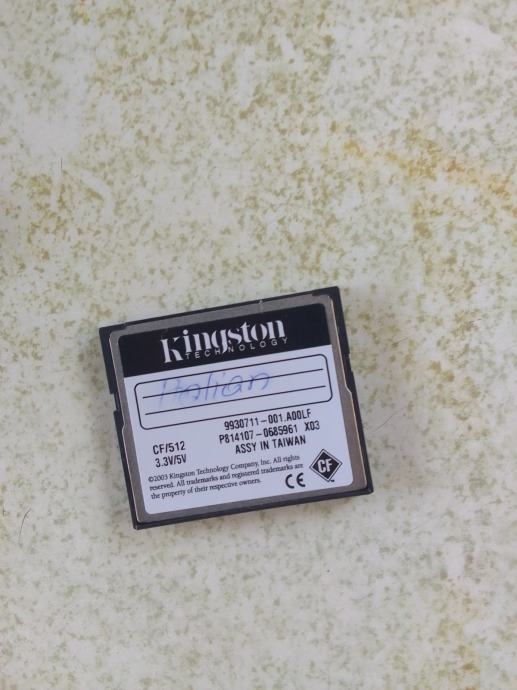 Kingston
TECHNOLOGY
Italian
CF/512
3.3V/5V
9930711-001.A00LF
P814107-0685961 X03
ASSY IN TAIWAN
©2003 Kingston Technology Company, Inc. All rights
reserved. All trademarks and registered trademarks are
the property of their respective owners.
CE
CF